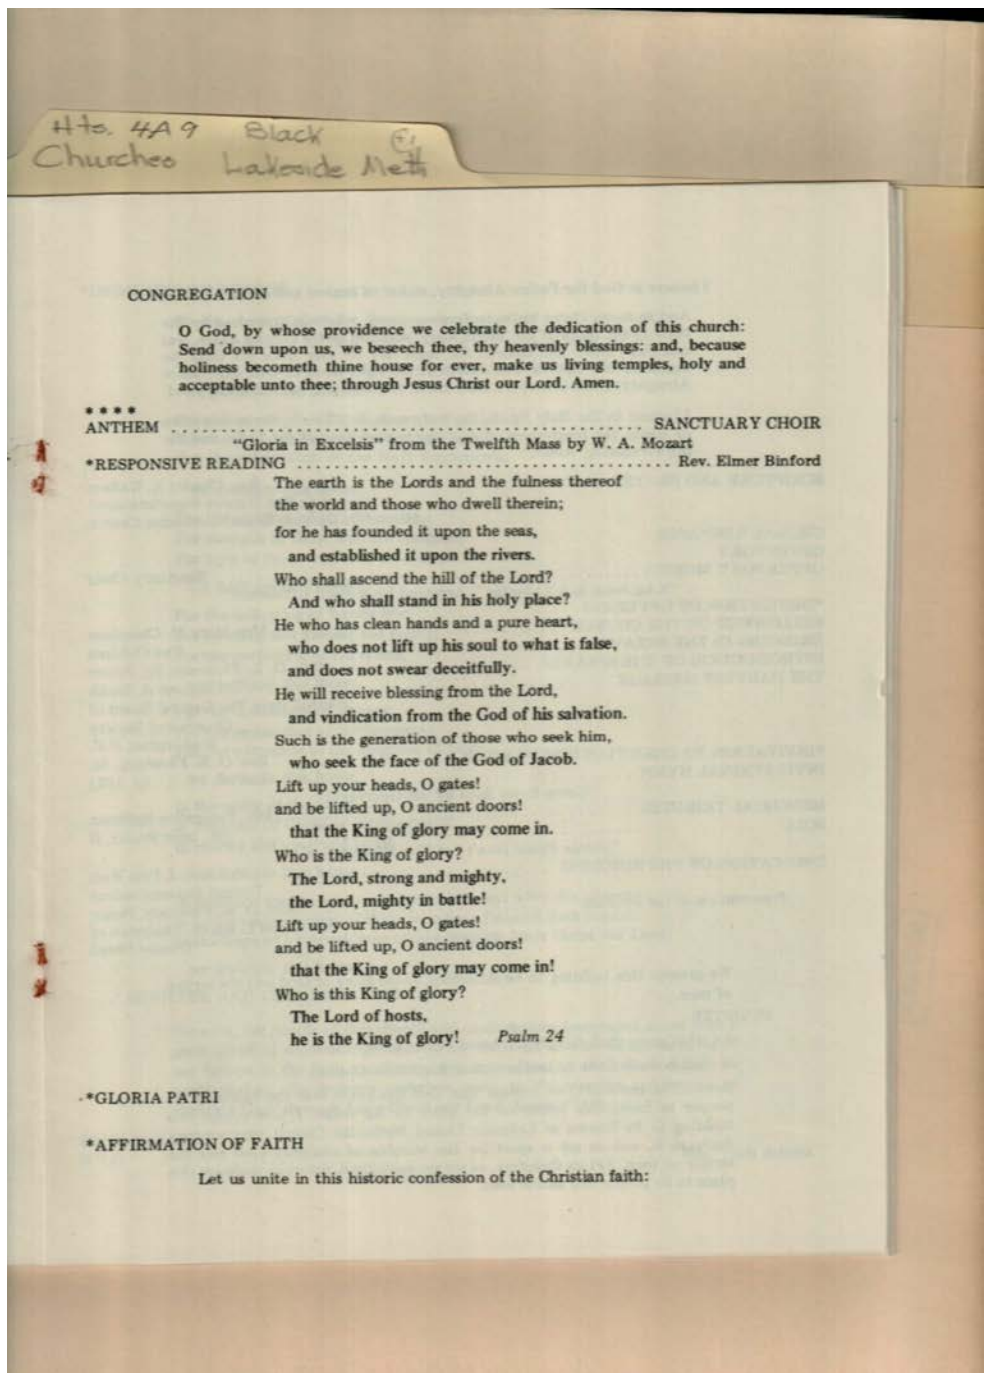 Hts. 4A9 Black
Churches Lakeside Meth
CONGREGATION
O God, by whose providence we celebrate the dedication of this church:
Send down upon us, we beseech thee, thy heavenly blessings: and, because
holiness becometh thine house for ever, make us living temples, holy and
acceptable unto thee; through Jesus Christ our Lord. Amen.
****
ANTHEM ................................................ SANCTUARY CHOIR
"Gloria in Excelsis" from the Twelfth Mass by W. A. Mozart
*RESPONSIVE READING ...................................... Rev. Elmer Binford
The earth is the Lords and the fulness thereof
the world and those who dwell therein;
for he has founded it upon the seas,
and established it upon the rivers.
Who shall ascend the hill of the Lord?
And who shall stand in his holy place?
He who has clean hands and a pure heart,
who does not lift up his soul to what is false,
and does not swear deceitfully.
He will receive blessing from the Lord,
and vindication from the God of his salvation.
Such is the generation of those who seek him,
who seek the face of the God of Jacob.
Lift up your heads, O gates!
and be lifted up, O ancient doors!
that the King of glory may come in.
Who is the King of glory?
The Lord, strong and mighty,
the Lord, mighty in battle!
Lift up your heads, O gates!
and be lifted up, O ancient doors!
that the King of glory may come in!
Who is this King of glory?
The Lord of hosts,
he is the King of glory! Psalm 24
*GLORIA PATRI
*AFFIRMATION OF FAITH
Let us unite in this historic confession of the Christian faith: